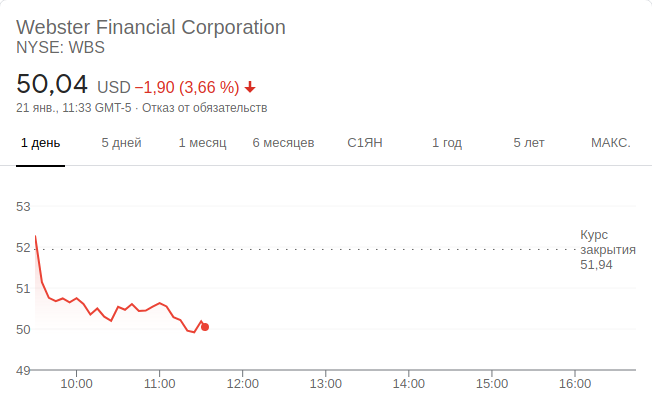 Webster Financial Corporation
NYSE: WBS
50,04 USD −1,90 (3,66 %)
21 янв., 11:33 GMT-5 · Отказ от обязательств
1 день 5 дней 1 месяц 6 месяцев С1ЯН 1 год 5 лет МАКС.
53
52
51
50
49
Курс
закрытия
51,94
10:00 11:00 12:00 13:00 14:00 15:00 16:00